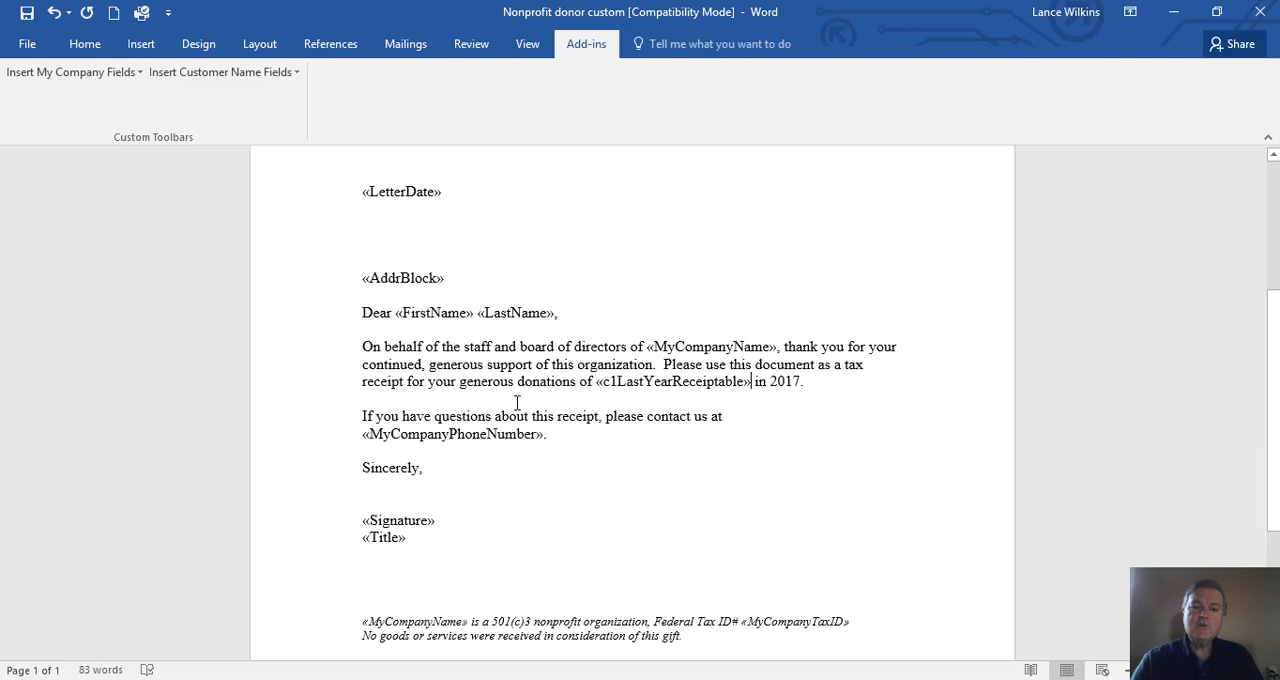 Nonprofit donor custom [Compatibility Mode] - Word
Lance Wilkins
File Home Insert Design Layout References Mailings Review View Add-ins Tell me what you want to do Share
Insert My Company Fields Insert Customer Name Fields
Custom Toolbars
«LetterDate»
«AddrBlock»
Dear «FirstName» «LastName»,
On behalf of the staff and board of directors of «MyCompanyName», thank you for your
continued, generous support of this organization. Please use this document as a tax
receipt for your generous donations of «c1LastYearReceiptable» in 2017.
If you have questions about this receipt, please contact us at
«MyCompanyPhoneNumber».
Sincerely,
«Signature»
«Title»
«MyCompanyName» is a 501(c)3 nonprofit organization, Federal Tax ID# «MyCompanyTaxID»
No goods or services were received in consideration of this gift.
Page 1 of 1 83 words